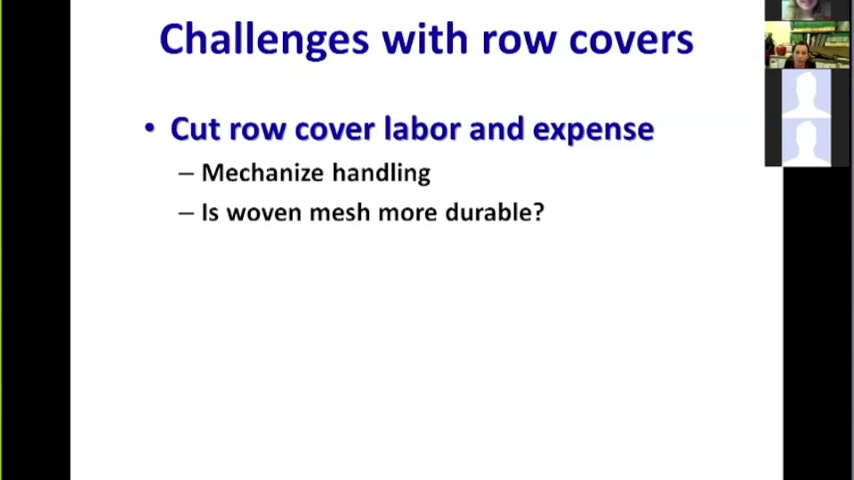 Challenges with row covers
• Cut row cover labor and expense
– Mechanize handling
– Is woven mesh more durable?